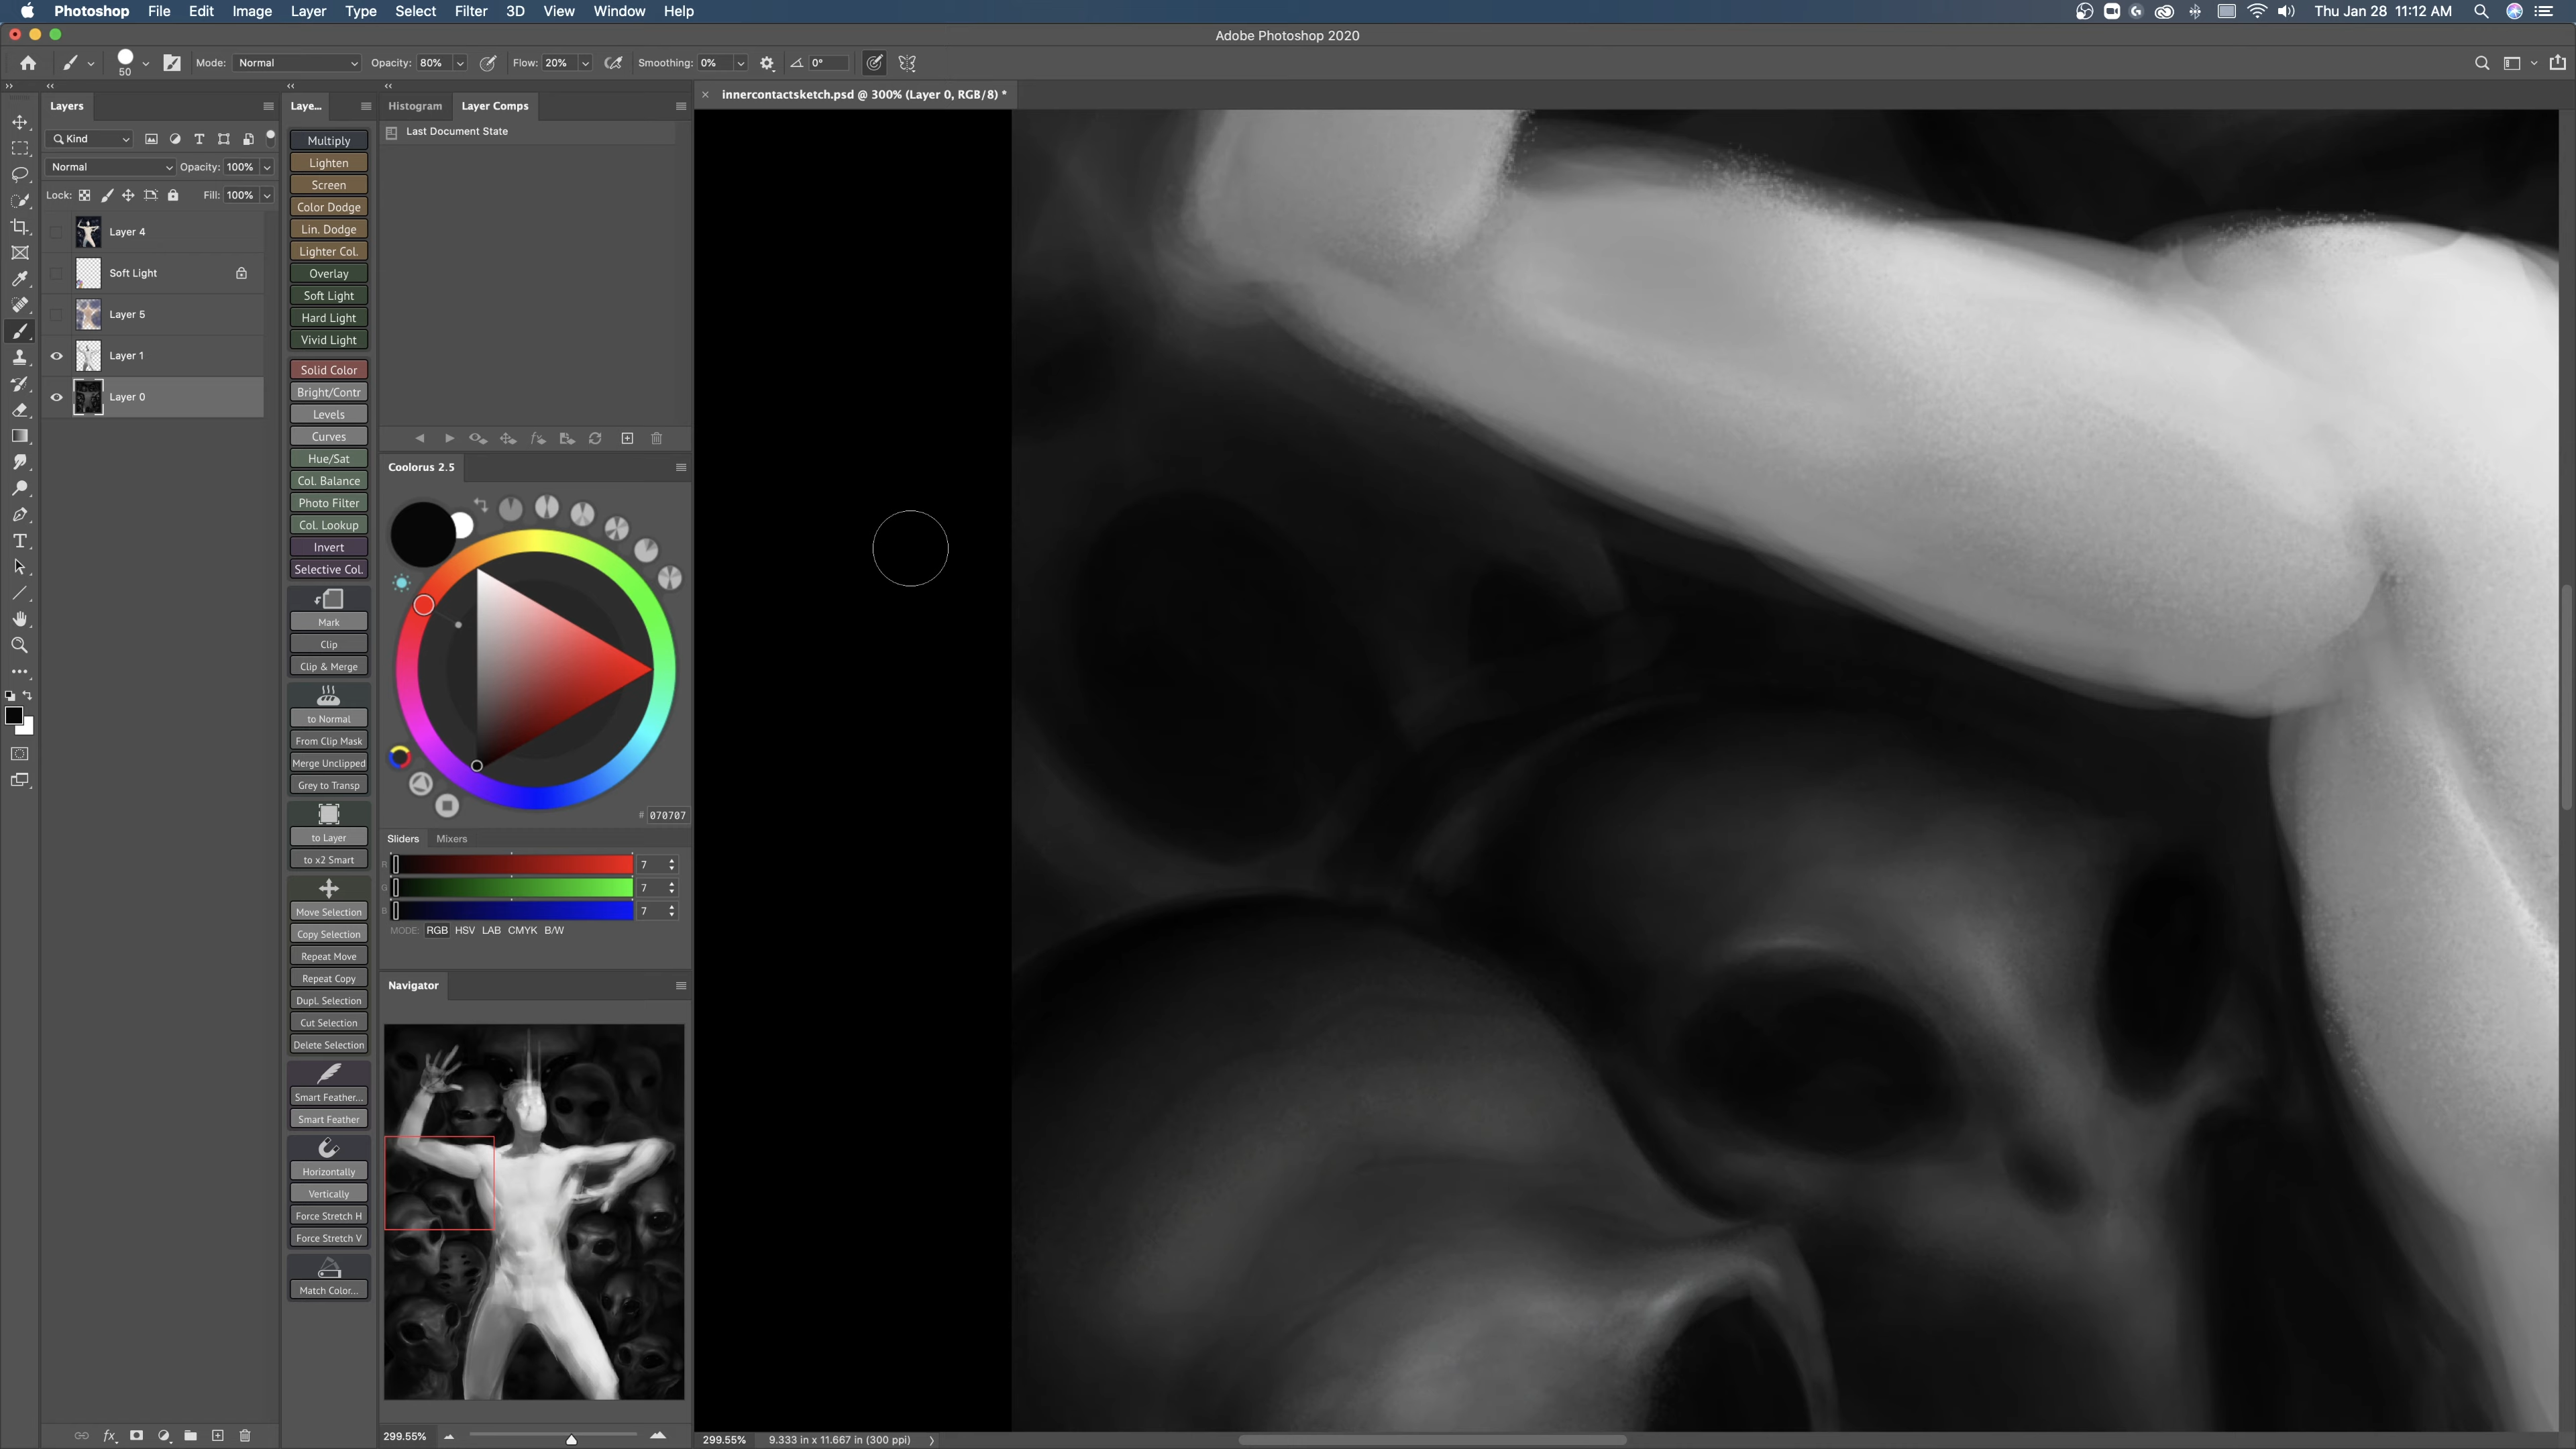 Photoshop File Edit Image Layer Type Select Filter 3D View Window Help
Thu Jan 28 11:12 AM
Adobe Photoshop 2020
50
Mode: Normal Opacity: 80% Flow: 20% Smoothing: 0% 0°
Layers
Kind
Normal Opacity: 100%
Lock: Fill: 100%
Layer 4
Soft Light
Layer 5
Layer 1
Layer 0
Laye...
Multiply
Lighten
Screen
Color Dodge
Lin. Dodge
Lighter Col.
Overlay
Soft Light
Hard Light
Vivid Light
Solid Color
Bright/Contr
Levels
Curves
Hue/Sat
Col. Balance
Photo Filter
Col. Lookup
Invert
Selective Col.
Mark
Clip
Clip & Merge
to Normal
From Clip Mask
Merge Unclipped
Grey to Transp
to Layer
to x2 Smart
Move Selection
Copy Selection
Repeat Move
Repeat Copy
Dupl. Selection
Cut Selection
Delete Selection
Smart Feather...
Smart Feather
Horizontally
Vertically
Force Stretch H
Force Stretch V
Match Color...
Histogram Layer Comps
Last Document State
Coolorus 2.5
# 070707
Sliders Mixers
R 7
G 7
B 7
MODE: RGB HSV LAB CMYK B/W
Navigator
299.55%
innercontactsketch.psd @ 300% (Layer 0, RGB/8) *
299.55% 9.333 in x 11.667 in (300 ppi)